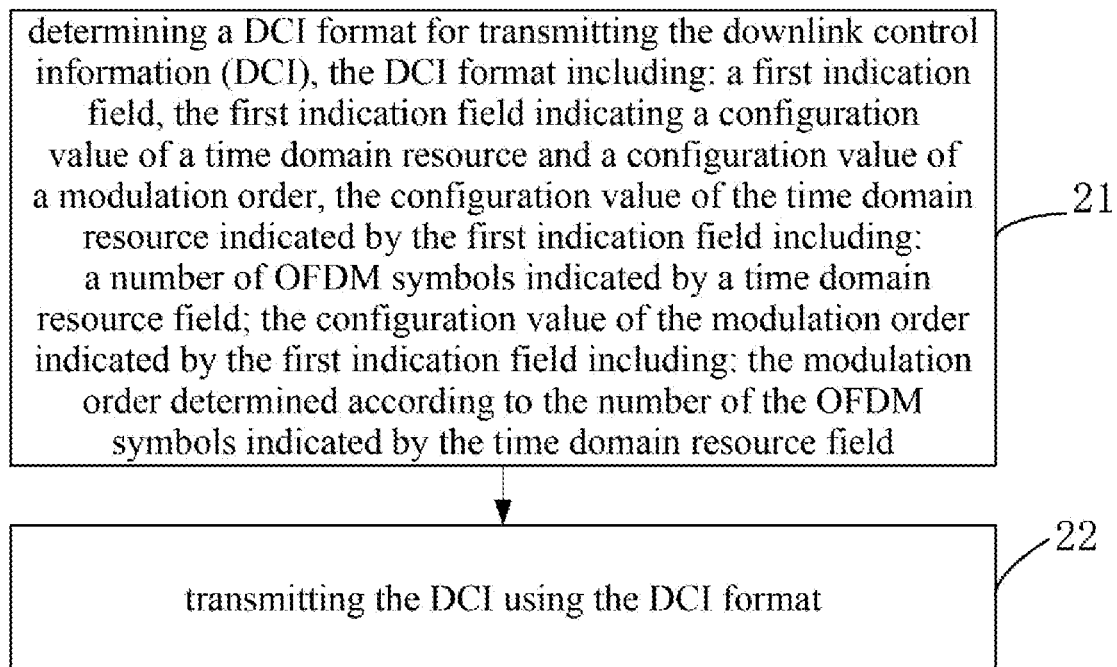 determining a DCI format for transmitting the downlink control
information (DCI), the DCI format including: a first indication
field, the first indication field indicating a configuration
value of a time domain resource and a configuration value of
a modulation order, the configuration value of the time domain
resource indicated by the first indication field including:
a number of OFDM symbols indicated by a time domain
resource field; the configuration value of the modulation order
indicated by the first indication field including: the modulation
order determined according to the number of the OFDM
symbols indicated by the time domain resource field
21
transmitting the DCI using the DCI format
22